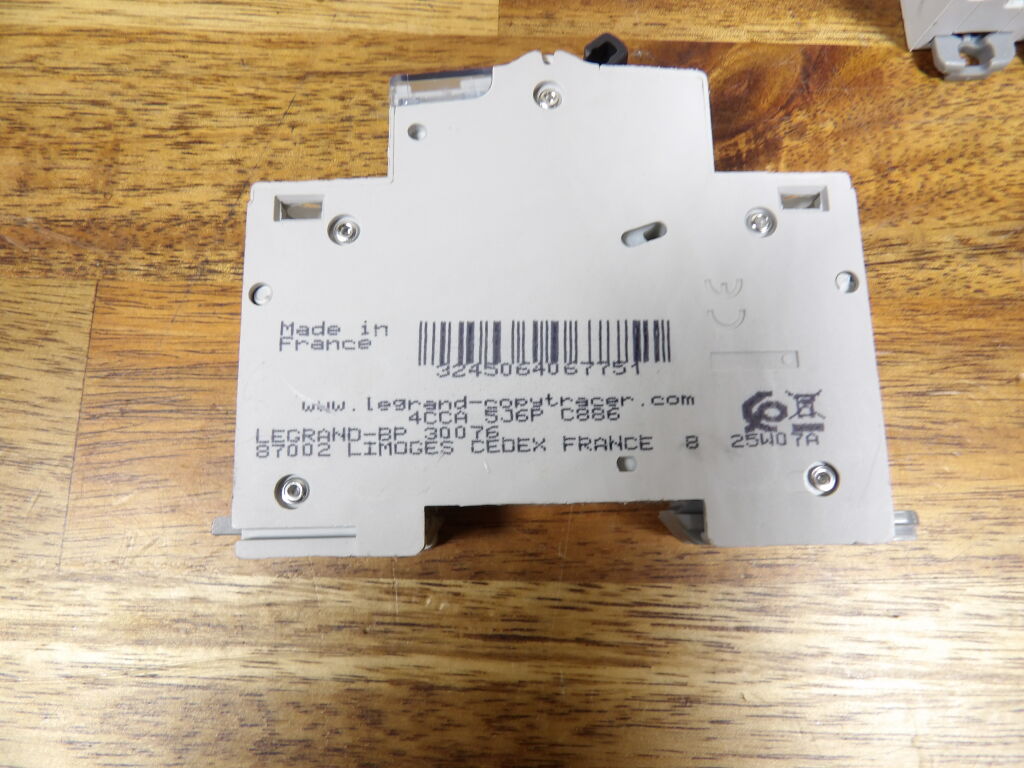 Made in
France
3245064067751
www.legrand-copytracer.com
4CCA 5J6P C886
LEGRAND-BP 30076
87002 LIMOGES CEDEX FRANCE 8 25W07A
CE